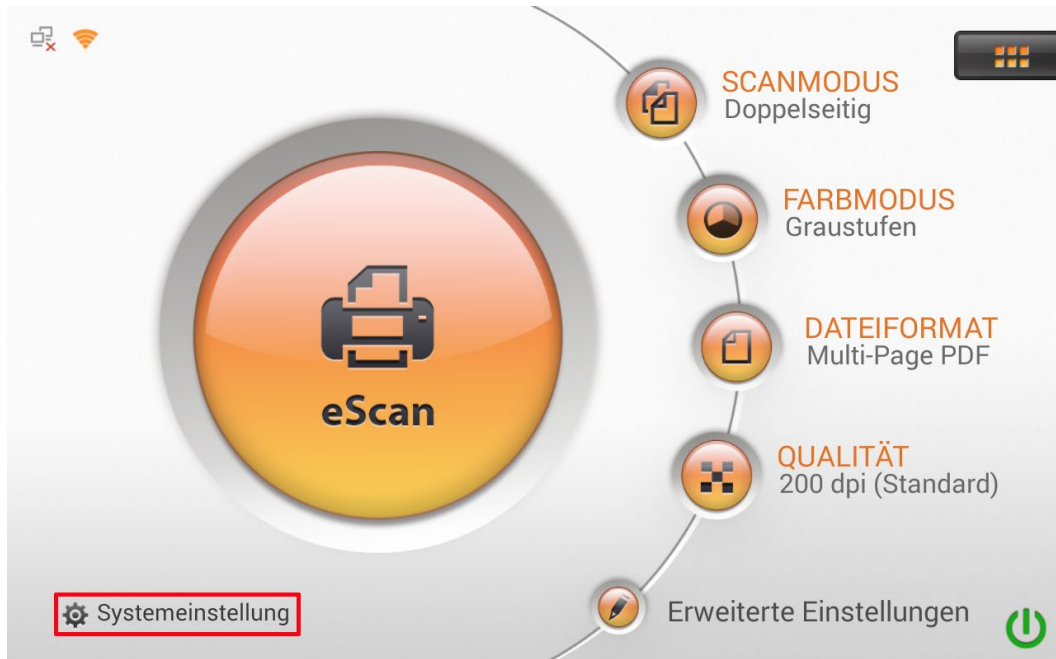 SCANMODUS
Doppelseitig
FARBMODUS
Graustufen
DATEIFORMAT
Multi-Page PDF
eScan
QUALITÄT
200 dpi (Standard)
Systemeinstellung
Erweiterte Einstellungen